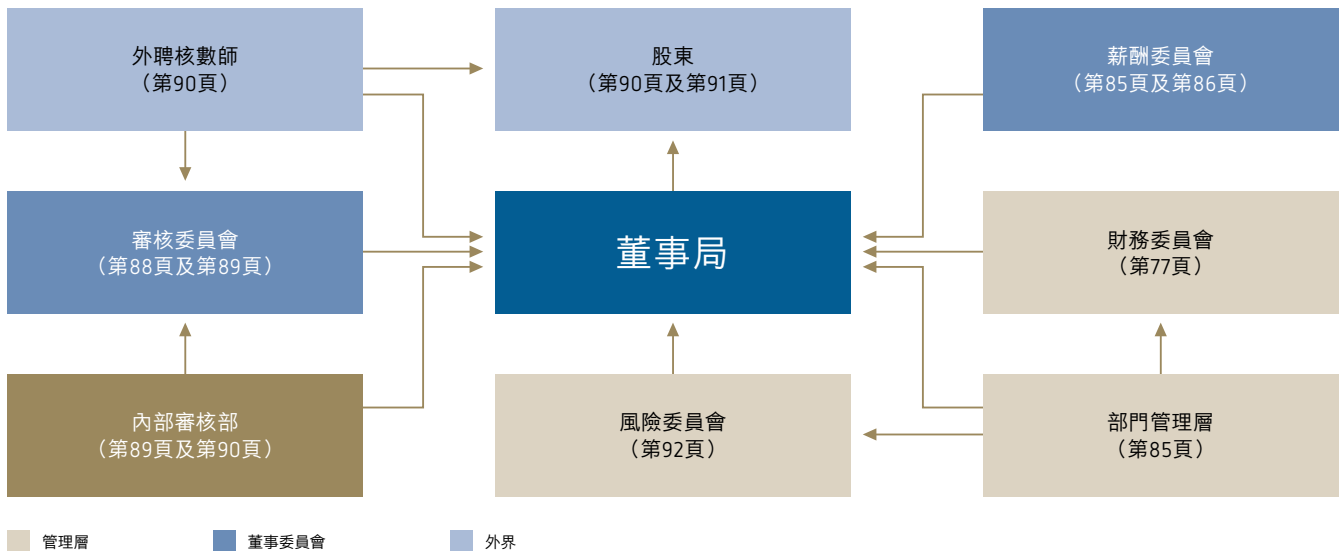 外聘核數師
（第90頁）
股東
（第90頁及第91頁）
薪酬委員會
（第85頁及第86頁）
審核委員會
（第88頁及第89頁）
董事局
財務委員會
（第77頁）
內部審核部
（第89頁及第90頁）
風險委員會
（第92頁）
部門管理層
（第85頁）
管理層
董事委員會
外界